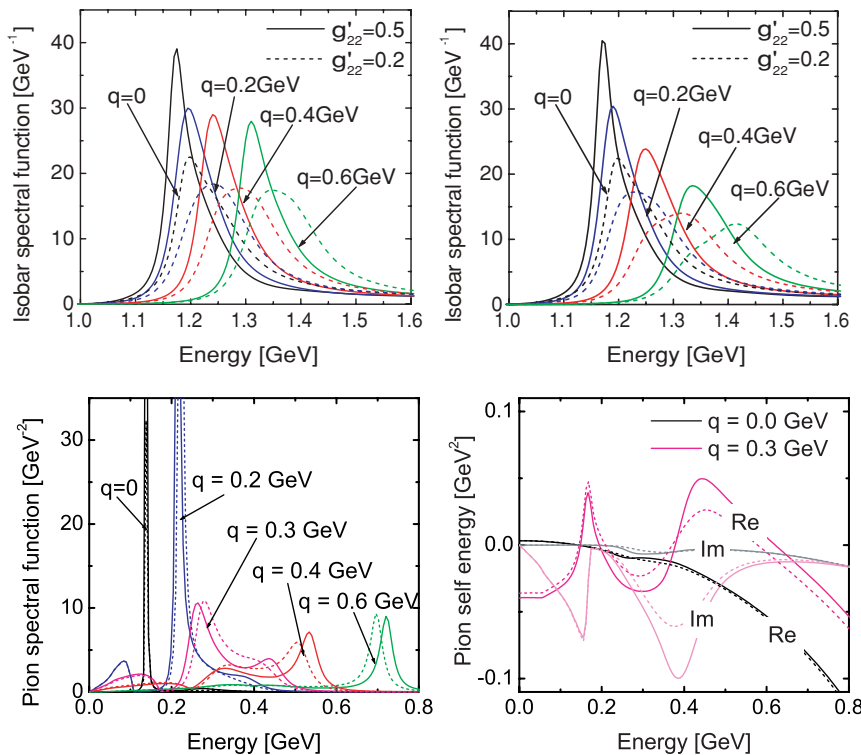 Isobar spectral function [GeV⁻¹]
40
30
20
10
0
g'₂₂=0.5
g'₂₂=0.2
q=0
q=0.2GeV
q=0.4GeV
q=0.6GeV
1.0 1.1 1.2 1.3 1.4 1.5 1.6
Energy [GeV]
Isobar spectral function [GeV⁻¹]
40
30
20
10
0
g'₂₂=0.5
g'₂₂=0.2
q=0
q=0.2GeV
q=0.4GeV
q=0.6GeV
1.0 1.1 1.2 1.3 1.4 1.5 1.6
Energy [GeV]
Pion spectral function [GeV⁻²]
30
20
10
0
q=0
q = 0.2 GeV
q = 0.3 GeV
q = 0.4 GeV
q = 0.6 GeV
0.0 0.2 0.4 0.6 0.8
Energy [GeV]
Pion self energy [GeV²]
0.1
0.0
-0.1
q = 0.0 GeV
q = 0.3 GeV
Re
Im
Im
Re
0.0 0.2 0.4 0.6 0.8
Energy [GeV]